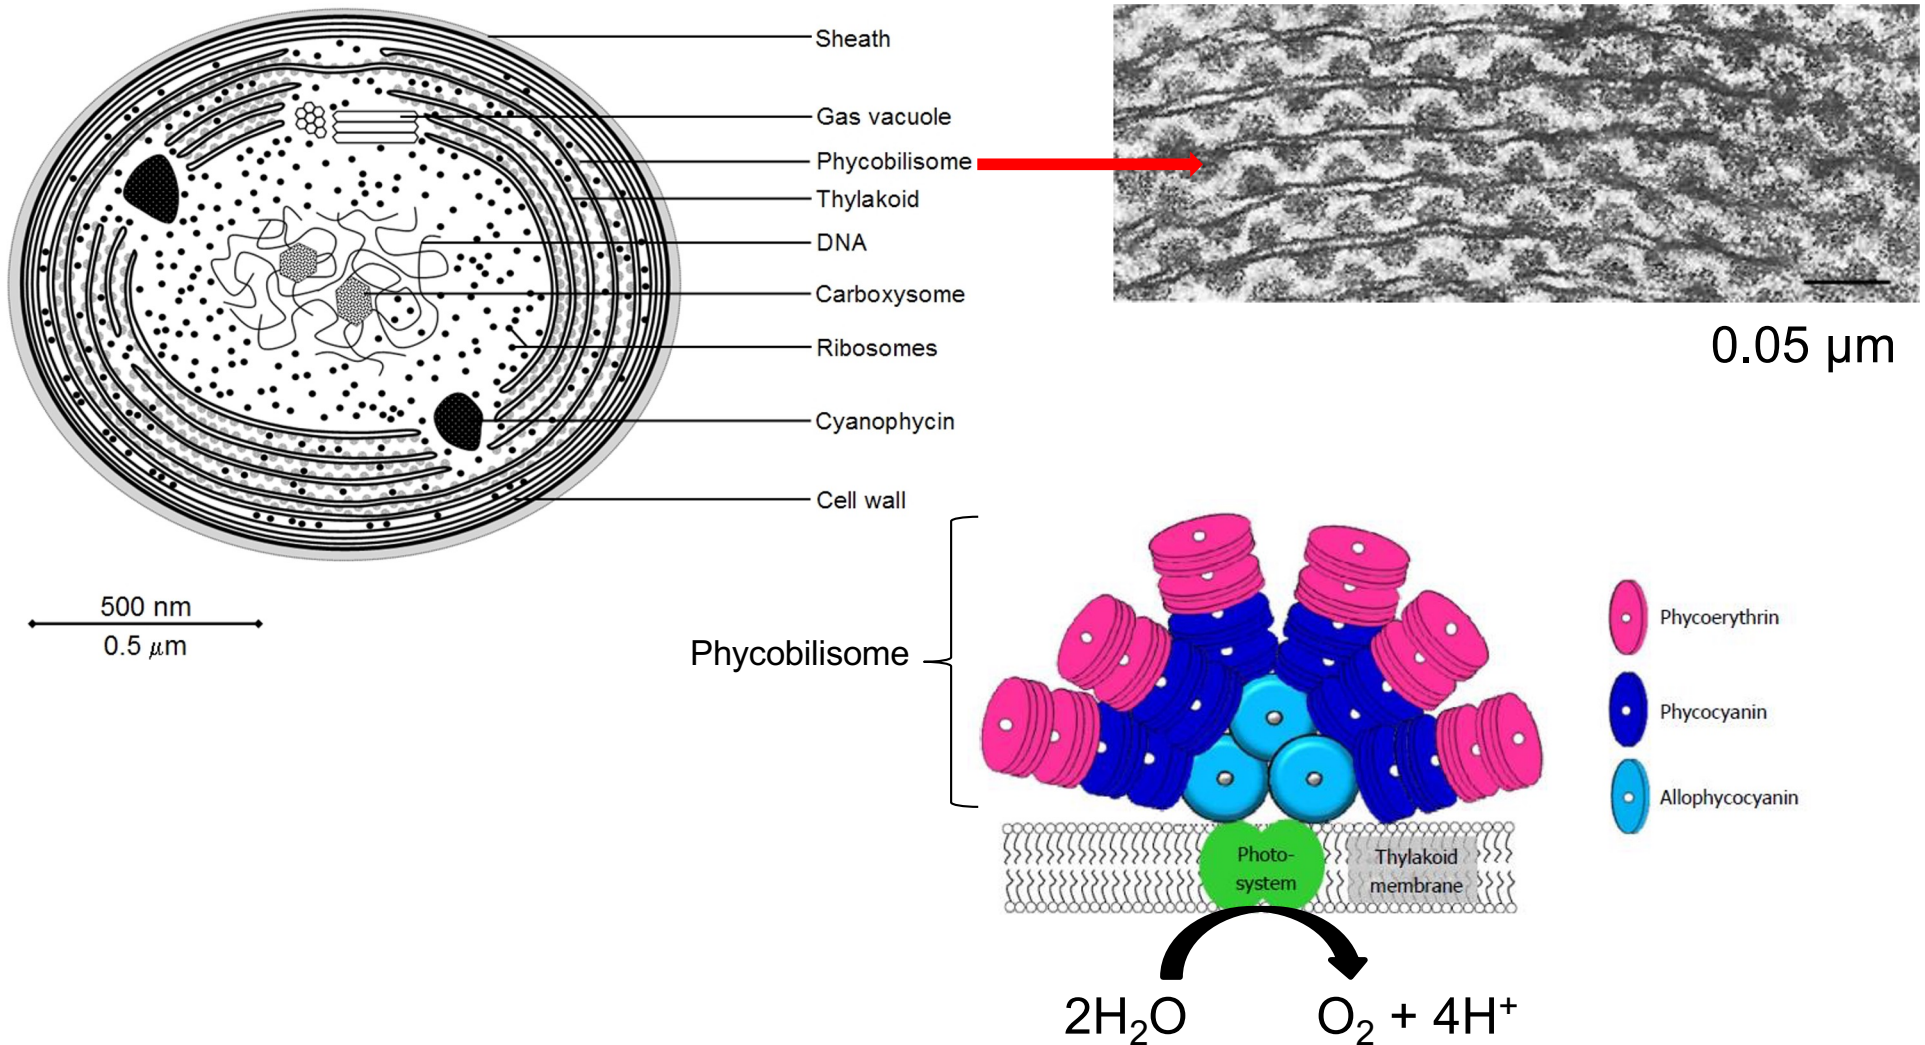 Sheath
Gas vacuole
Phycobilisome
Thylakoid
DNA
Carboxysome
Ribosomes
Cyanophycin
Cell wall
500 nm
0.5 μm
0.05 μm
Phycobilisome
Phycoerythrin
Phycocyanin
Allophycocyanin
Photo-
system
Thylakoid
membrane
2H₂O
O₂ + 4H⁺